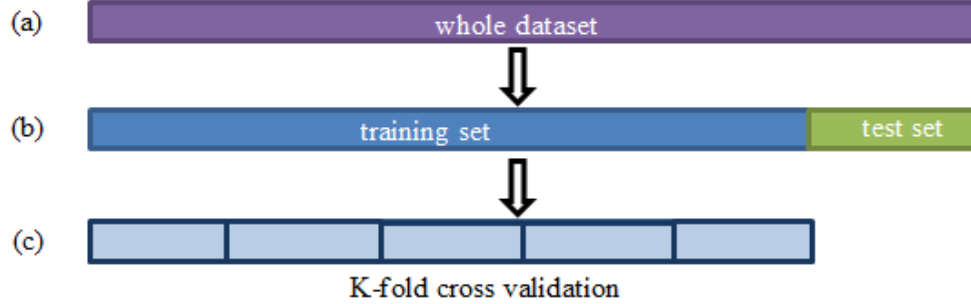 (a) whole dataset
(b) training set test set
(c)
K-fold cross validation